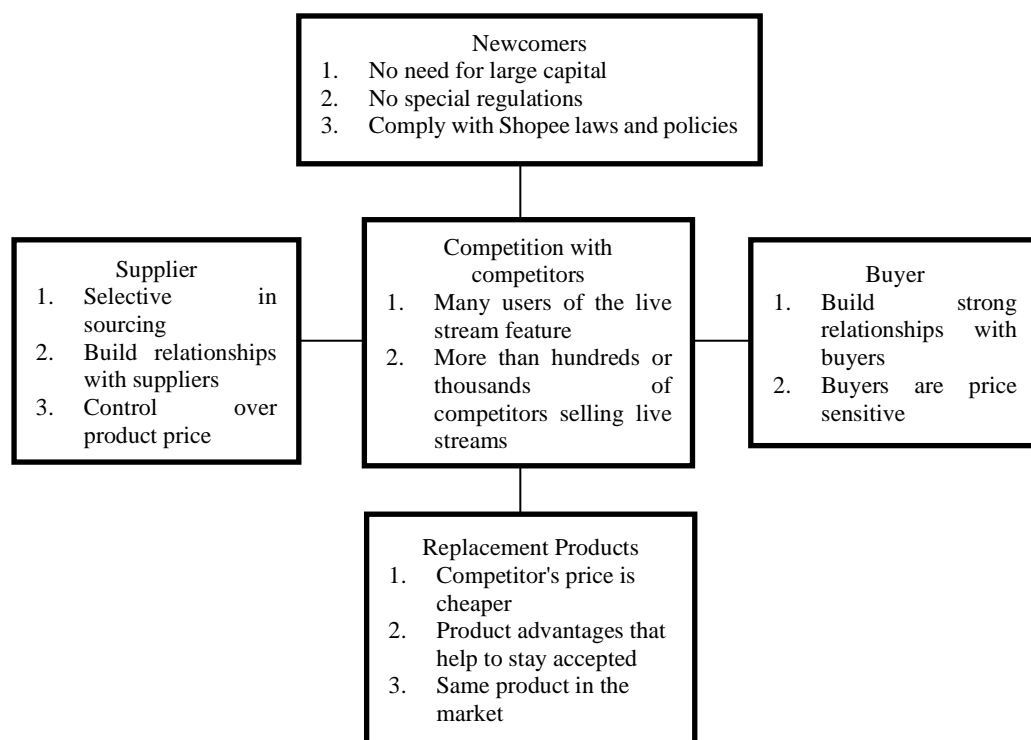 Newcomers
1. No need for large capital
2. No special regulations
3. Comply with Shopee laws and policies
Supplier
1. Selective in
sourcing
2. Build relationships
with suppliers
3. Control over
product price
Competition with
competitors
1. Many users of the live
stream feature
2. More than hundreds or
thousands of
competitors selling live
streams
Buyer
1. Build strong
relationships with
buyers
2. Buyers are price
sensitive
Replacement Products
1. Competitor's price is
cheaper
2. Product advantages that
help to stay accepted
3. Same product in the
market